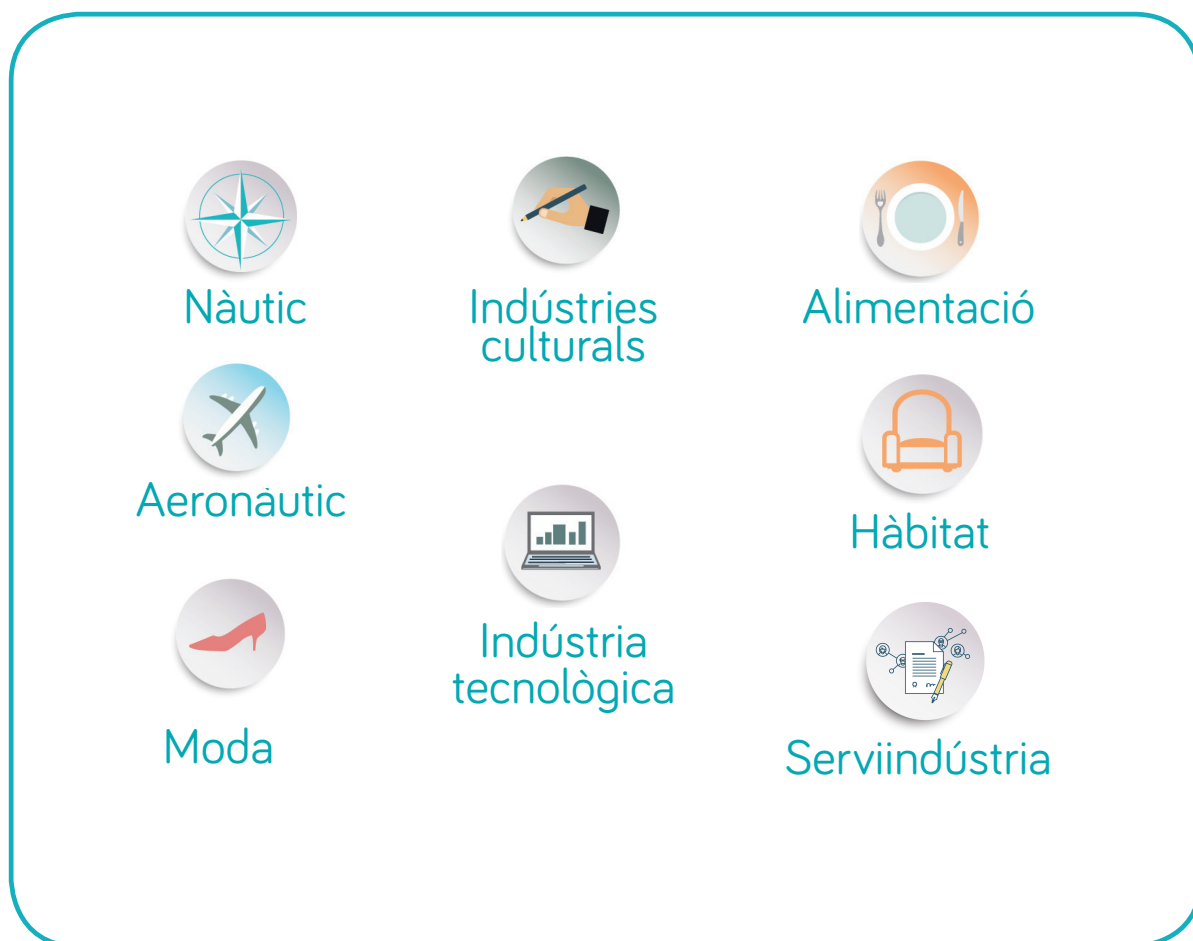 Nàutic
Indústries
culturals
Alimentació
Aeronàutic
Hàbitat
Indústria
tecnològica
Moda
Serviindústria